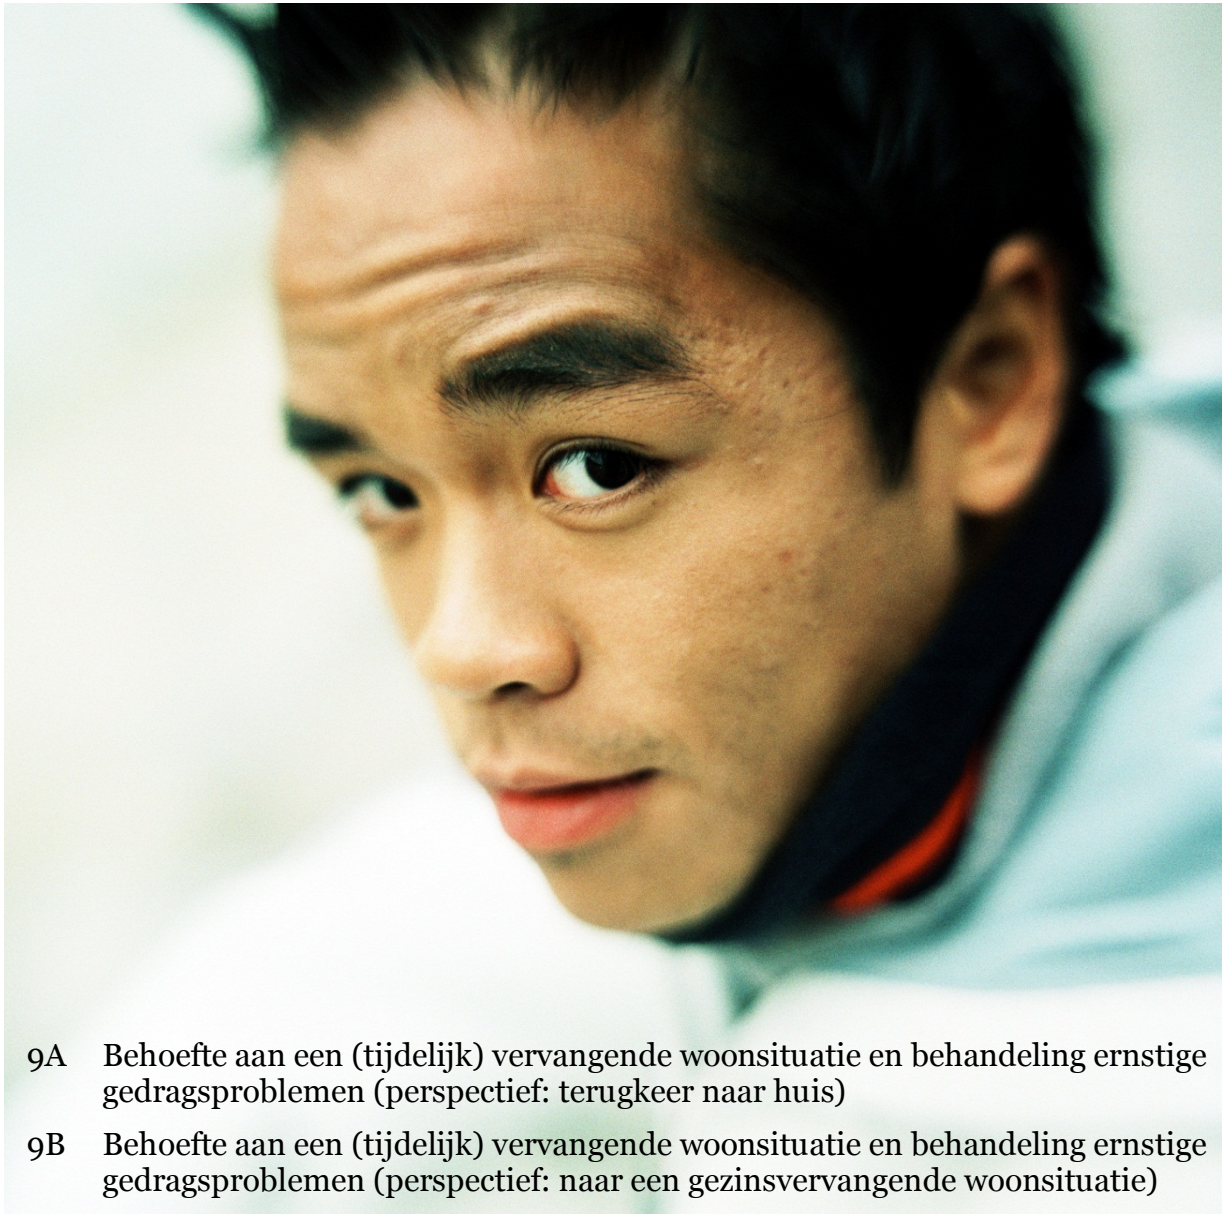 9A Behoefte aan een (tijdelijk) vervangende woonsituatie en behandeling ernstige
gedragsproblemen (perspectief: terugkeer naar huis)
9B Behoefte aan een (tijdelijk) vervangende woonsituatie en behandeling ernstige
gedragsproblemen (perspectief: naar een gezinsvervangende woonsituatie)